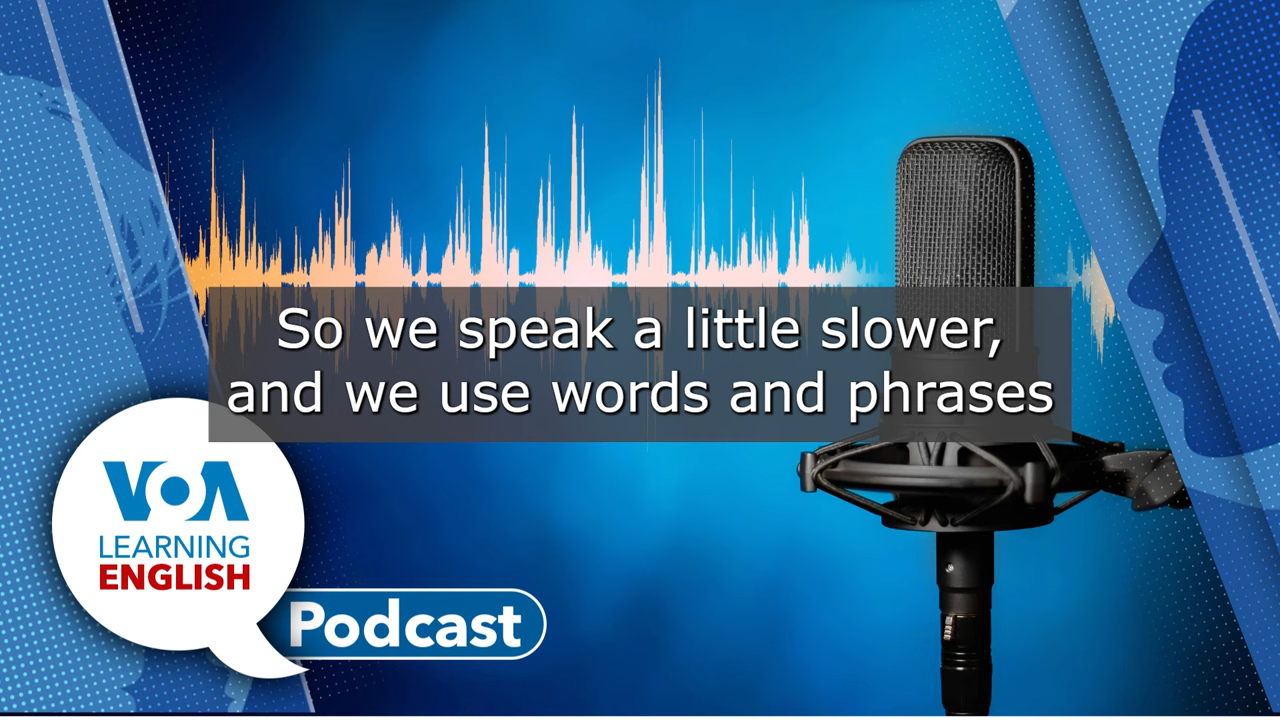 So we speak a little slower,
and we use words and phrases
VOA
LEARNING
ENGLISH
Podcast